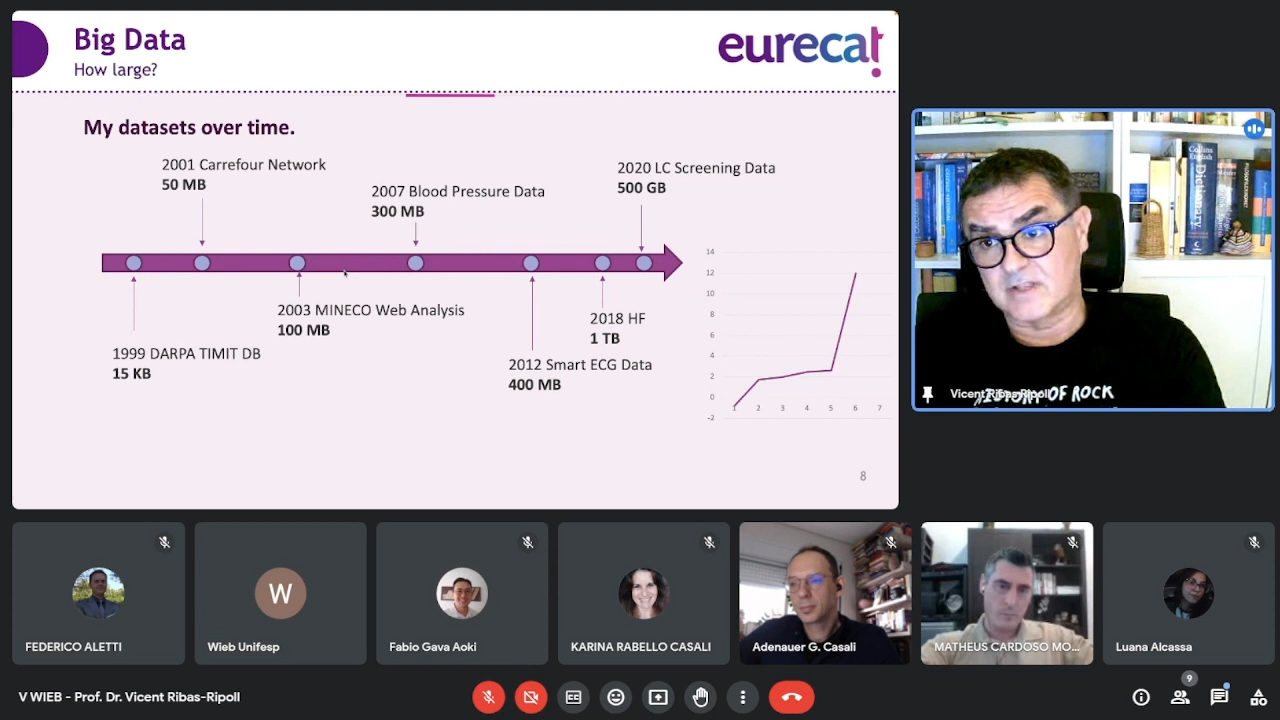 Big Data
How large?
eurecat
My datasets over time.
2001 Carrefour Network
50 MB
2007 Blood Pressure Data
300 MB
2020 LC Screening Data
500 GB
2003 MINECO Web Analysis
100 MB
1999 DARPA TIMIT DB
15 KB
2018 HF
1 TB
2012 Smart ECG Data
400 MB
14
12
10
8
6
4
2
0
-2
1 2 3 4 5 6 7
8
Collins
English
Dictionary
OF ROCK
Vicent Ribas-Ripoll
FEDERICO ALETTI
W
Wieb Unifesp
Fabio Gava Aoki
KARINA RABELLO CASALI
Adenauer G. Casali
MATHEUS CARDOSO MO...
Luana Alcassa
V WIEB - Prof. Dr. Vicent Ribas-Ripoll
9